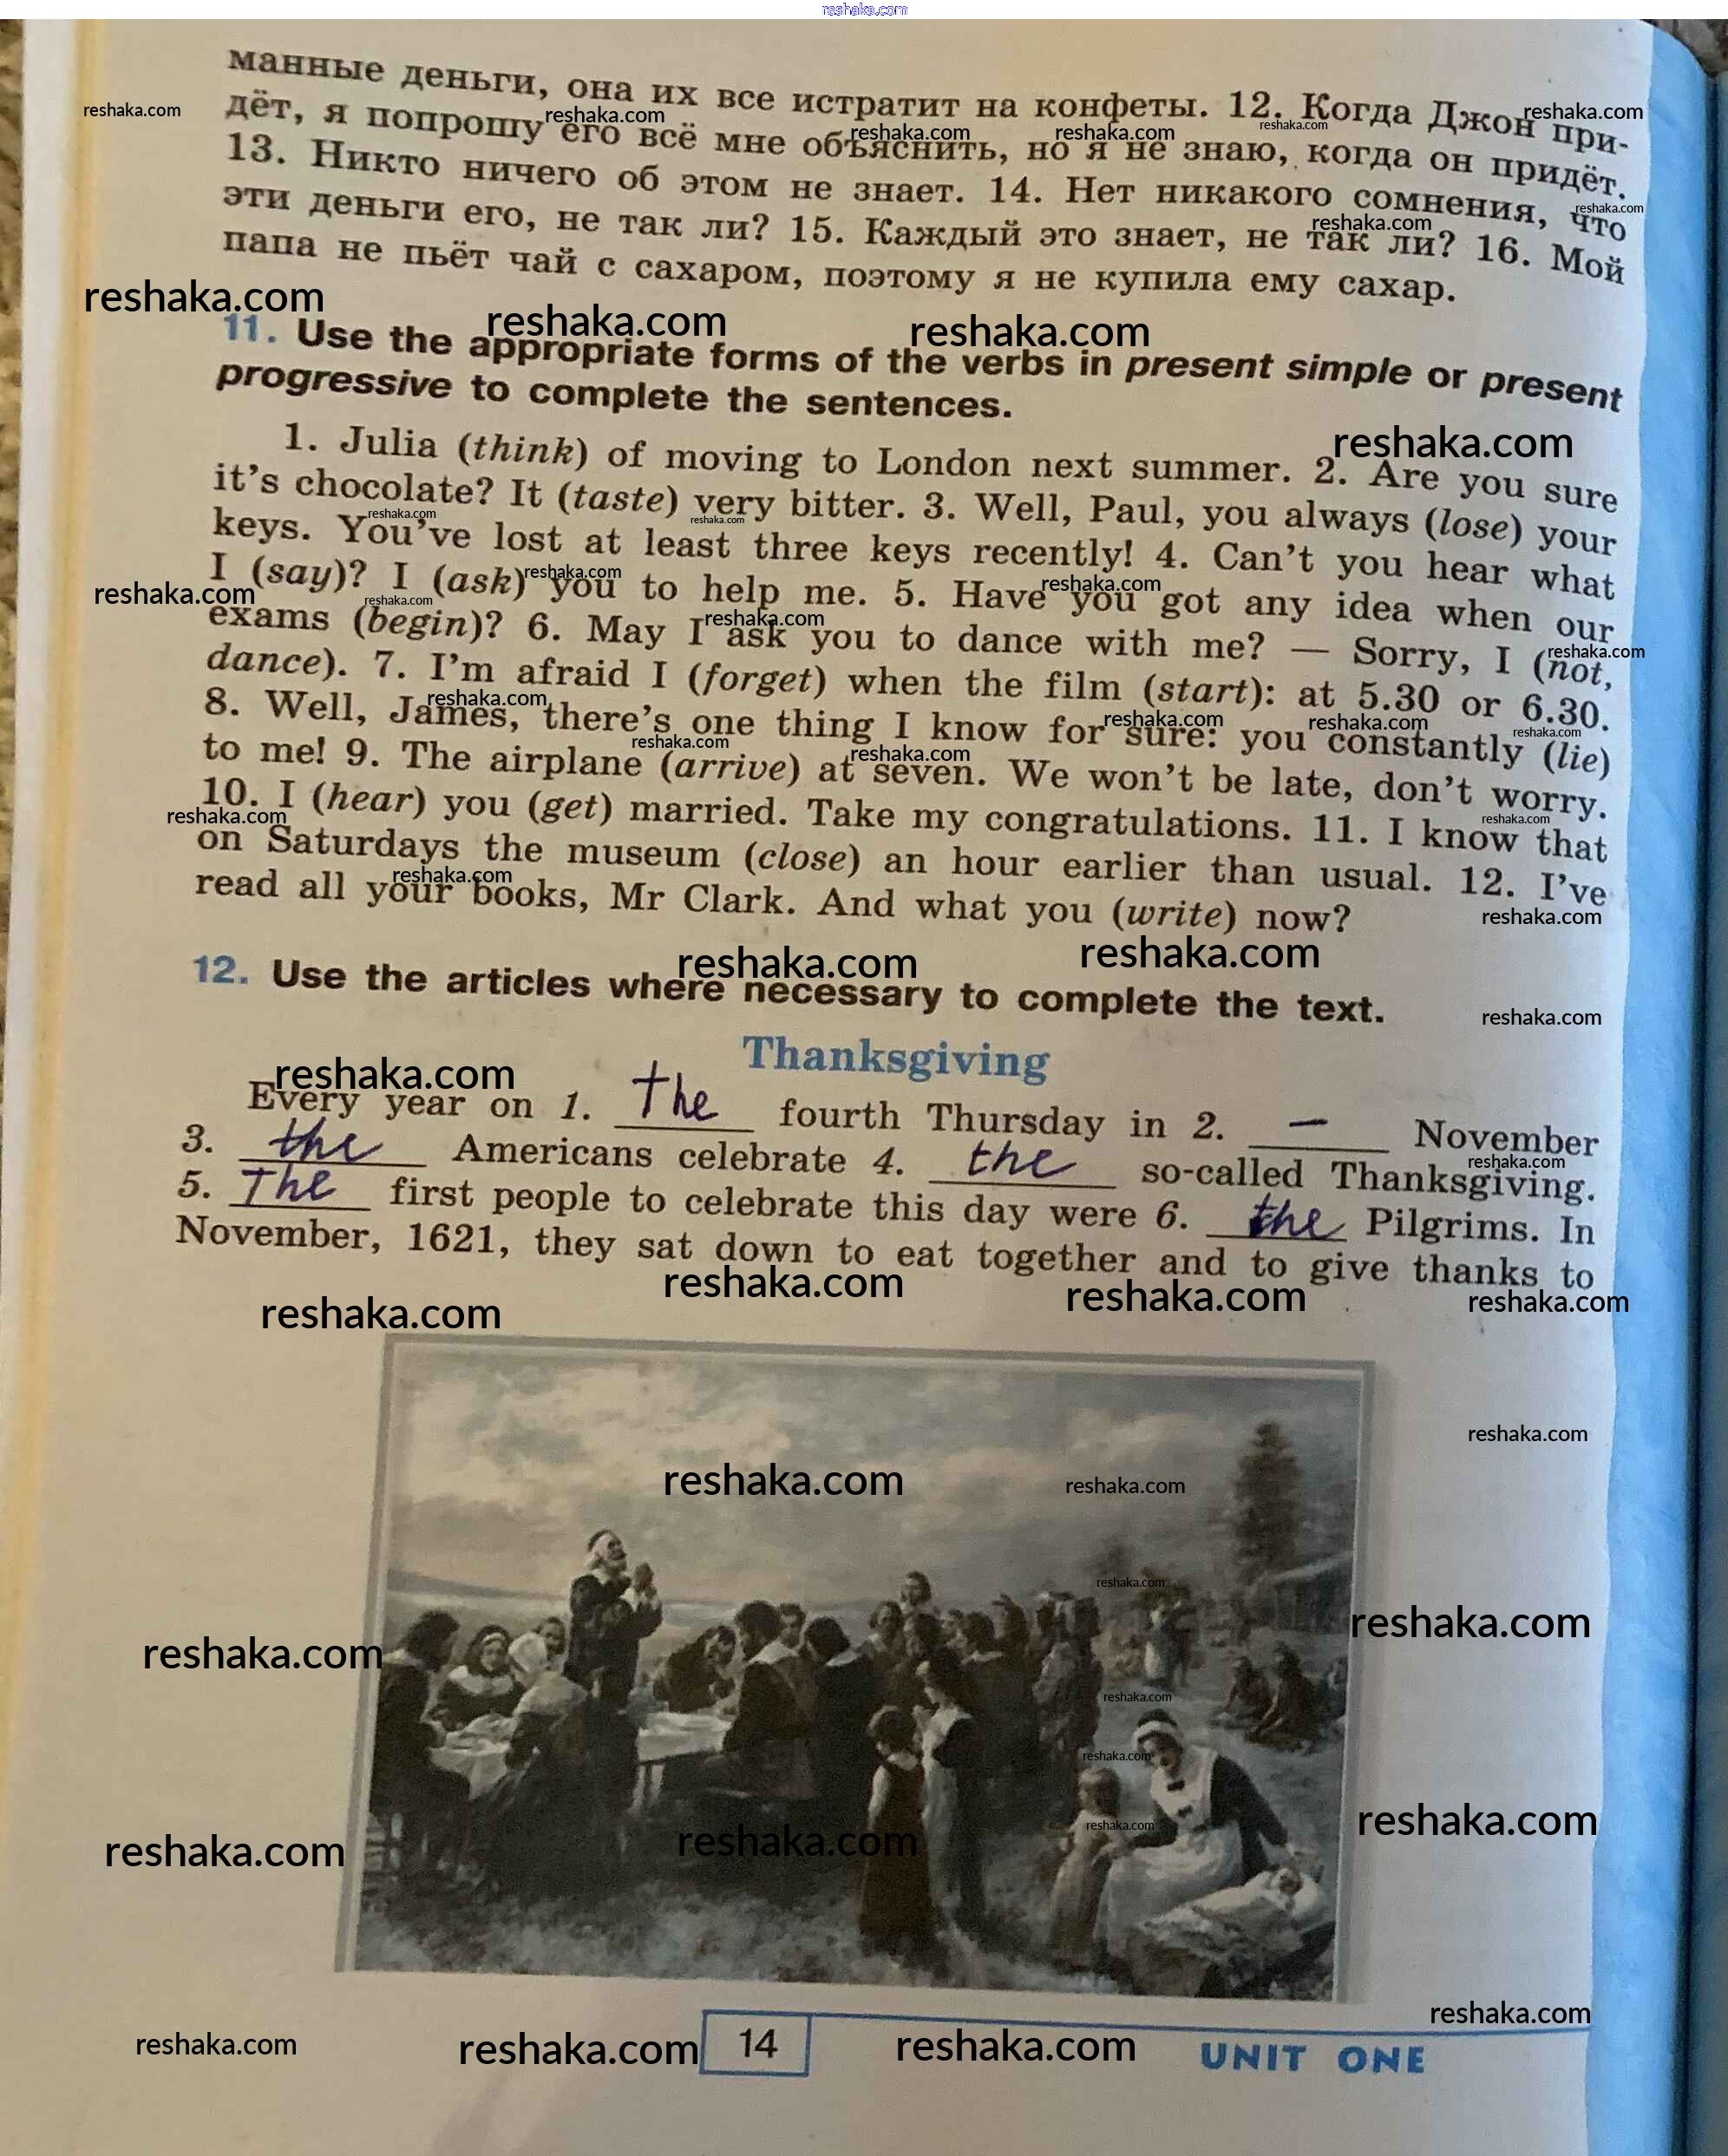 reshaka.com
манные деньги, она их все истратит на конфеты. 12. Когда Джон при-
дёт, я попрошу его всё мне объяснить, но я не знаю, когда он придёт.
13. Никто ничего об этом не знает. 14. Нет никакого сомнения, что
эти деньги его, не так ли? 15. Каждый это знает, не так ли? 16. Мой
папа не пьёт чай с сахаром, поэтому я не купила ему сахар.
11. Use the appropriate forms of the verbs in present simple or present
progressive to complete the sentences.
1. Julia (think) of moving to London next summer. 2. Are you sure
it's chocolate? It (taste) very bitter. 3. Well, Paul, you always (lose) your
keys. You've lost at least three keys recently! 4. Can't you hear what
I (say)? I (ask) you to help me. 5. Have you got any idea when our
exams (begin)? 6. May I ask you to dance with me? — Sorry, I (not,
dance). 7. I'm afraid I (forget) when the film (start): at 5.30 or 6.30.
8. Well, James, there's one thing I know for sure: you constantly (lie)
to me! 9. The airplane (arrive) at seven. We won't be late, don't worry.
10. I (hear) you (get) married. Take my congratulations. 11. I know that
on Saturdays the museum (close) an hour earlier than usual. 12. I've
read all your books, Mr Clark. And what you (write) now?
12. Use the articles where necessary to complete the text.
Thanksgiving
Every year on 1. The fourth Thursday in 2. – November
3. the Americans celebrate 4. the so-called Thanksgiving.
5. The first people to celebrate this day were 6. the Pilgrims. In
November, 1621, they sat down to eat together and to give thanks to
14
UNIT ONE